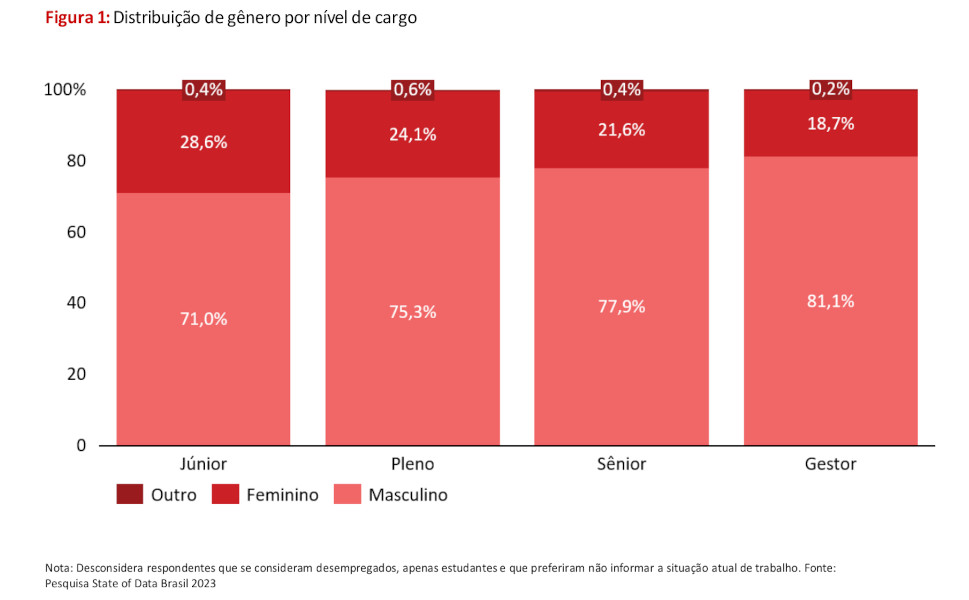 Figura 1: Distribuição de gênero por nível de cargo
100%
80
60
40
20
0
0,4%
28,6%
71,0%
0,6%
24,1%
75,3%
0,4%
21,6%
77,9%
0,2%
18,7%
81,1%
Júnior
Pleno
Sênior
Gestor
Outro Feminino Masculino
Nota: Desconsidera respondentes que se consideram desempregados, apenas estudantes e que preferiram não informar a situação atual de trabalho. Fonte:
Pesquisa State of Data Brasil 2023